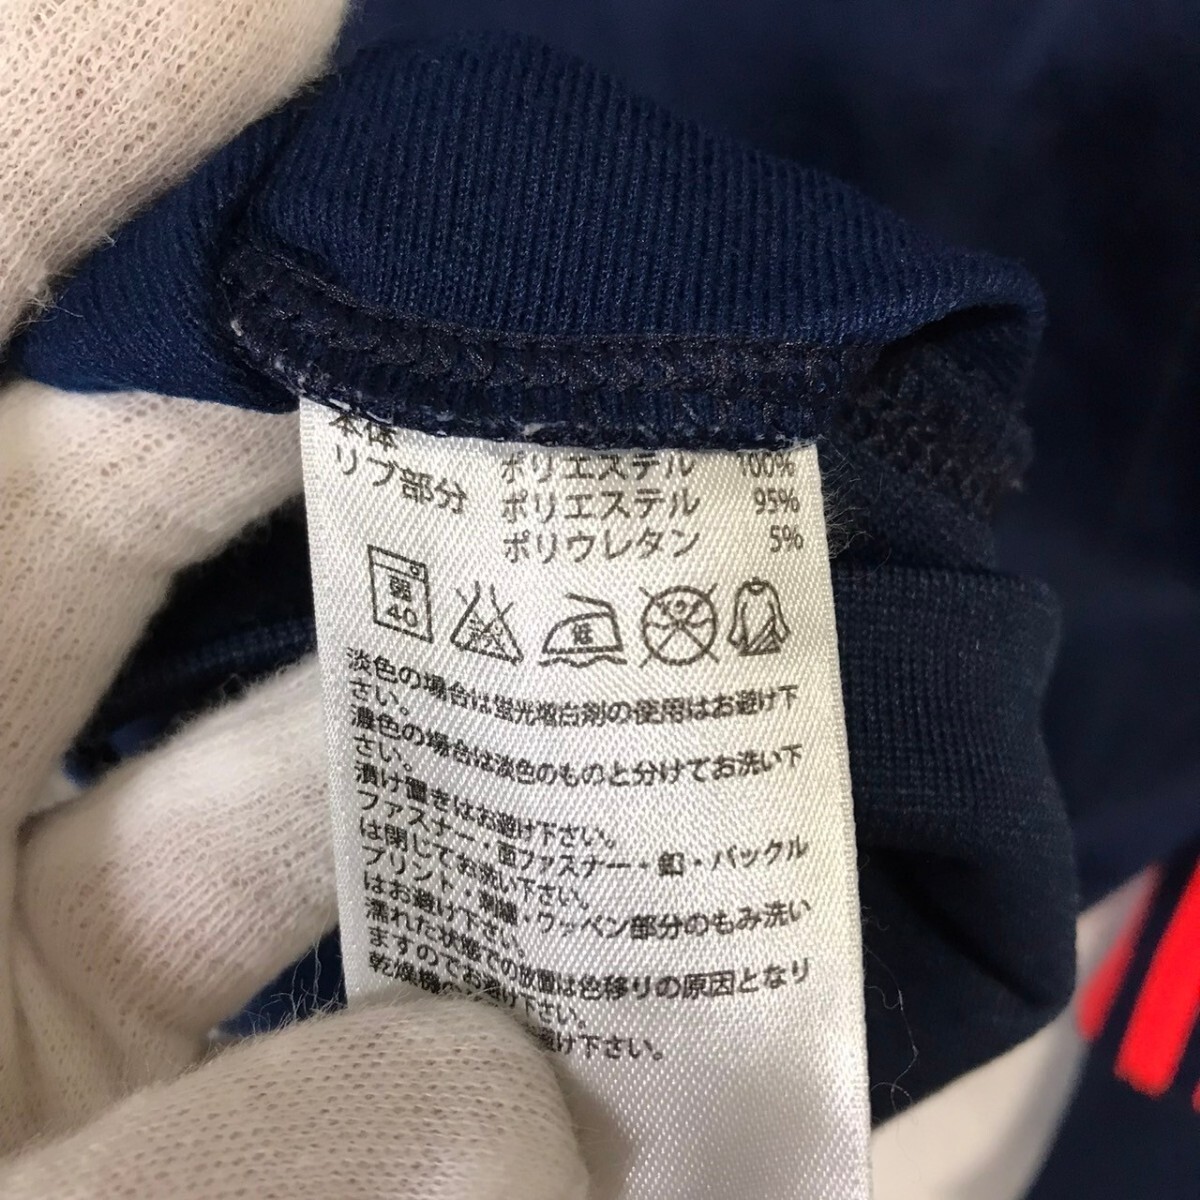 本体 ポリエステル 100%
リブ部分 ポリエステル 95%
ポリウレタン 5%
弱 40
低
淡色の場合は蛍光増白剤の使用はお避け下
さい。
濃色の場合は淡色のものと分けてお洗い下
さい。
漬け置きはお避け下さい。
ファスナー・面ファスナー・釦・バックル
は閉じてお洗い下さい。
プリント・刺繍・ワッペン部分のもみ洗い
はお避け下さい。
濡れた状態での放置は色移りの原因となり
ますのでお避け下さい。
乾燥機 避け下さい。